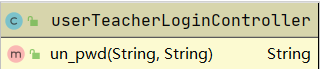 userTeacherLoginController
un_pwd(String, String) String